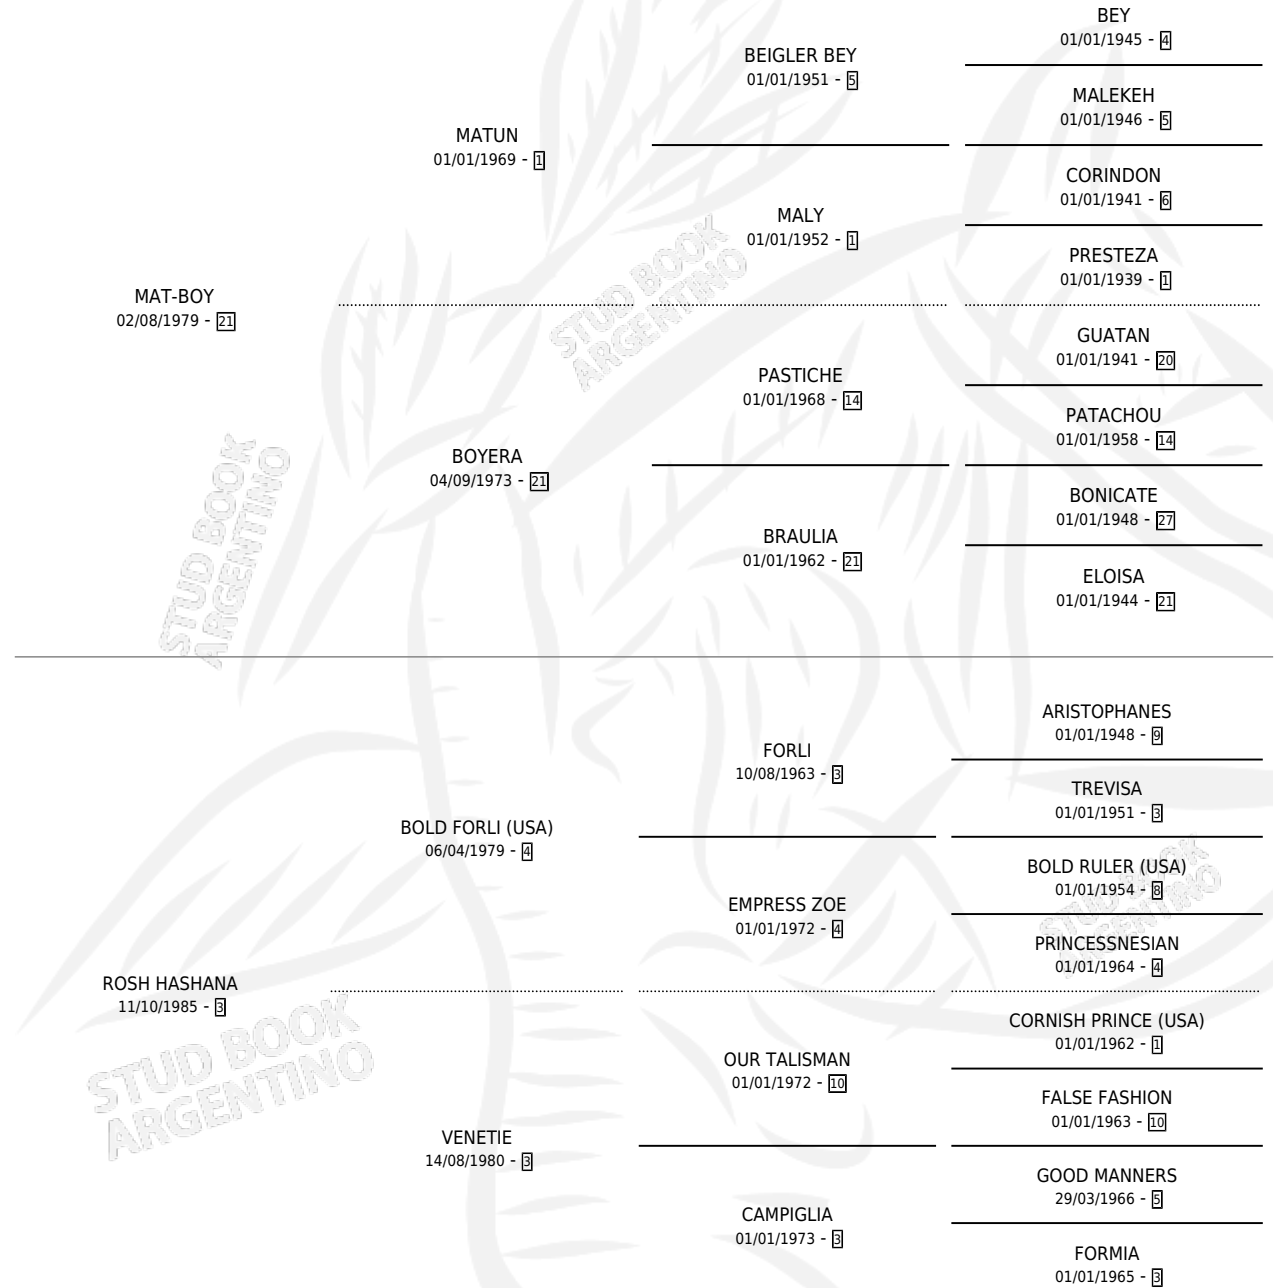 BEY
01/01/1945 - 4
BEIGLER BEY
01/01/1951 - 5
MALEKEH
01/01/1946 - 5
MATUN
01/01/1969 - 1
CORINDON
01/01/1941 - 6
MALY
01/01/1952 - 1
PRESTEZA
01/01/1939 - 1
MAT-BOY
02/08/1979 - 21
GUATAN
01/01/1941 - 20
PASTICHE
01/01/1968 - 14
PATACHOU
01/01/1958 - 14
BOYERA
04/09/1973 - 21
BONICATE
01/01/1948 - 27
BRAULIA
01/01/1962 - 21
ELOISA
01/01/1944 - 21
STUD BOOK
ARGENTINO
STUD BOOK
ARGENTINO
ARISTOPHANES
01/01/1948 - 9
FORLI
10/08/1963 - 3
TREVISA
01/01/1951 - 3
BOLD FORLI (USA)
06/04/1979 - 4
BOLD RULER (USA)
01/01/1954 - 8
EMPRESS ZOE
01/01/1972 - 4
PRINCESSNESIAN
01/01/1964 - 4
ROSH HASHANA
11/10/1985 - 3
CORNISH PRINCE (USA)
01/01/1962 - 1
OUR TALISMAN
01/01/1972 - 10
FALSE FASHION
01/01/1963 - 10
VENETIE
14/08/1980 - 3
GOOD MANNERS
29/03/1966 - 5
CAMPIGLIA
01/01/1973 - 3
FORMIA
01/01/1965 - 3
STUD BOOK
ARGENTINO
STUD BOOK
ARGENTINO